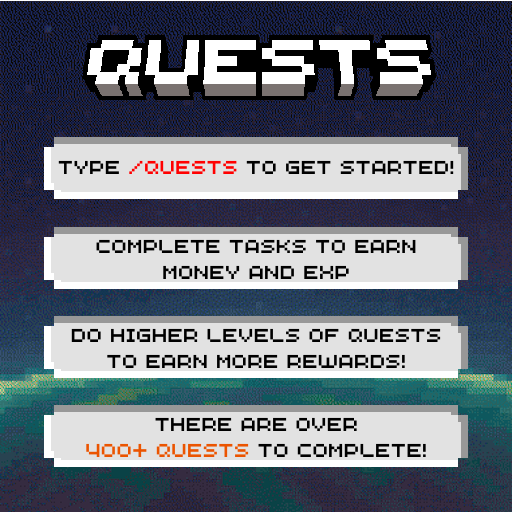 QUESTS
TYPE /QUESTS TO GET STARTED!
COMPLETE TASKS TO EARN
MONEY AND EXP
DO HIGHER LEVELS OF QUESTS
TO EARN MORE REWARDS!
THERE ARE OVER
400+ QUESTS TO COMPLETE!